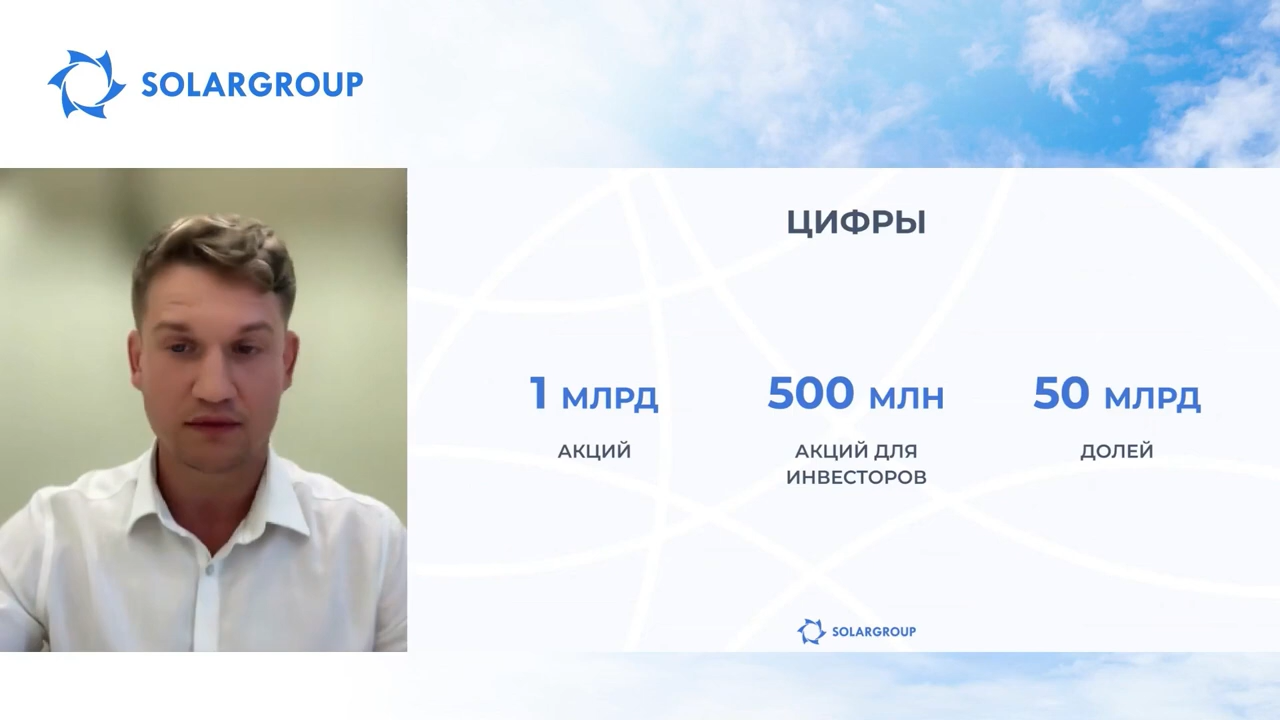 SOLARGROUP
ЦИФРЫ
1 МЛРД
АКЦИЙ
500 МЛН
АКЦИЙ ДЛЯ
ИНВЕСТОРОВ
50 МЛРД
ДОЛЕЙ
SOLARGROUP